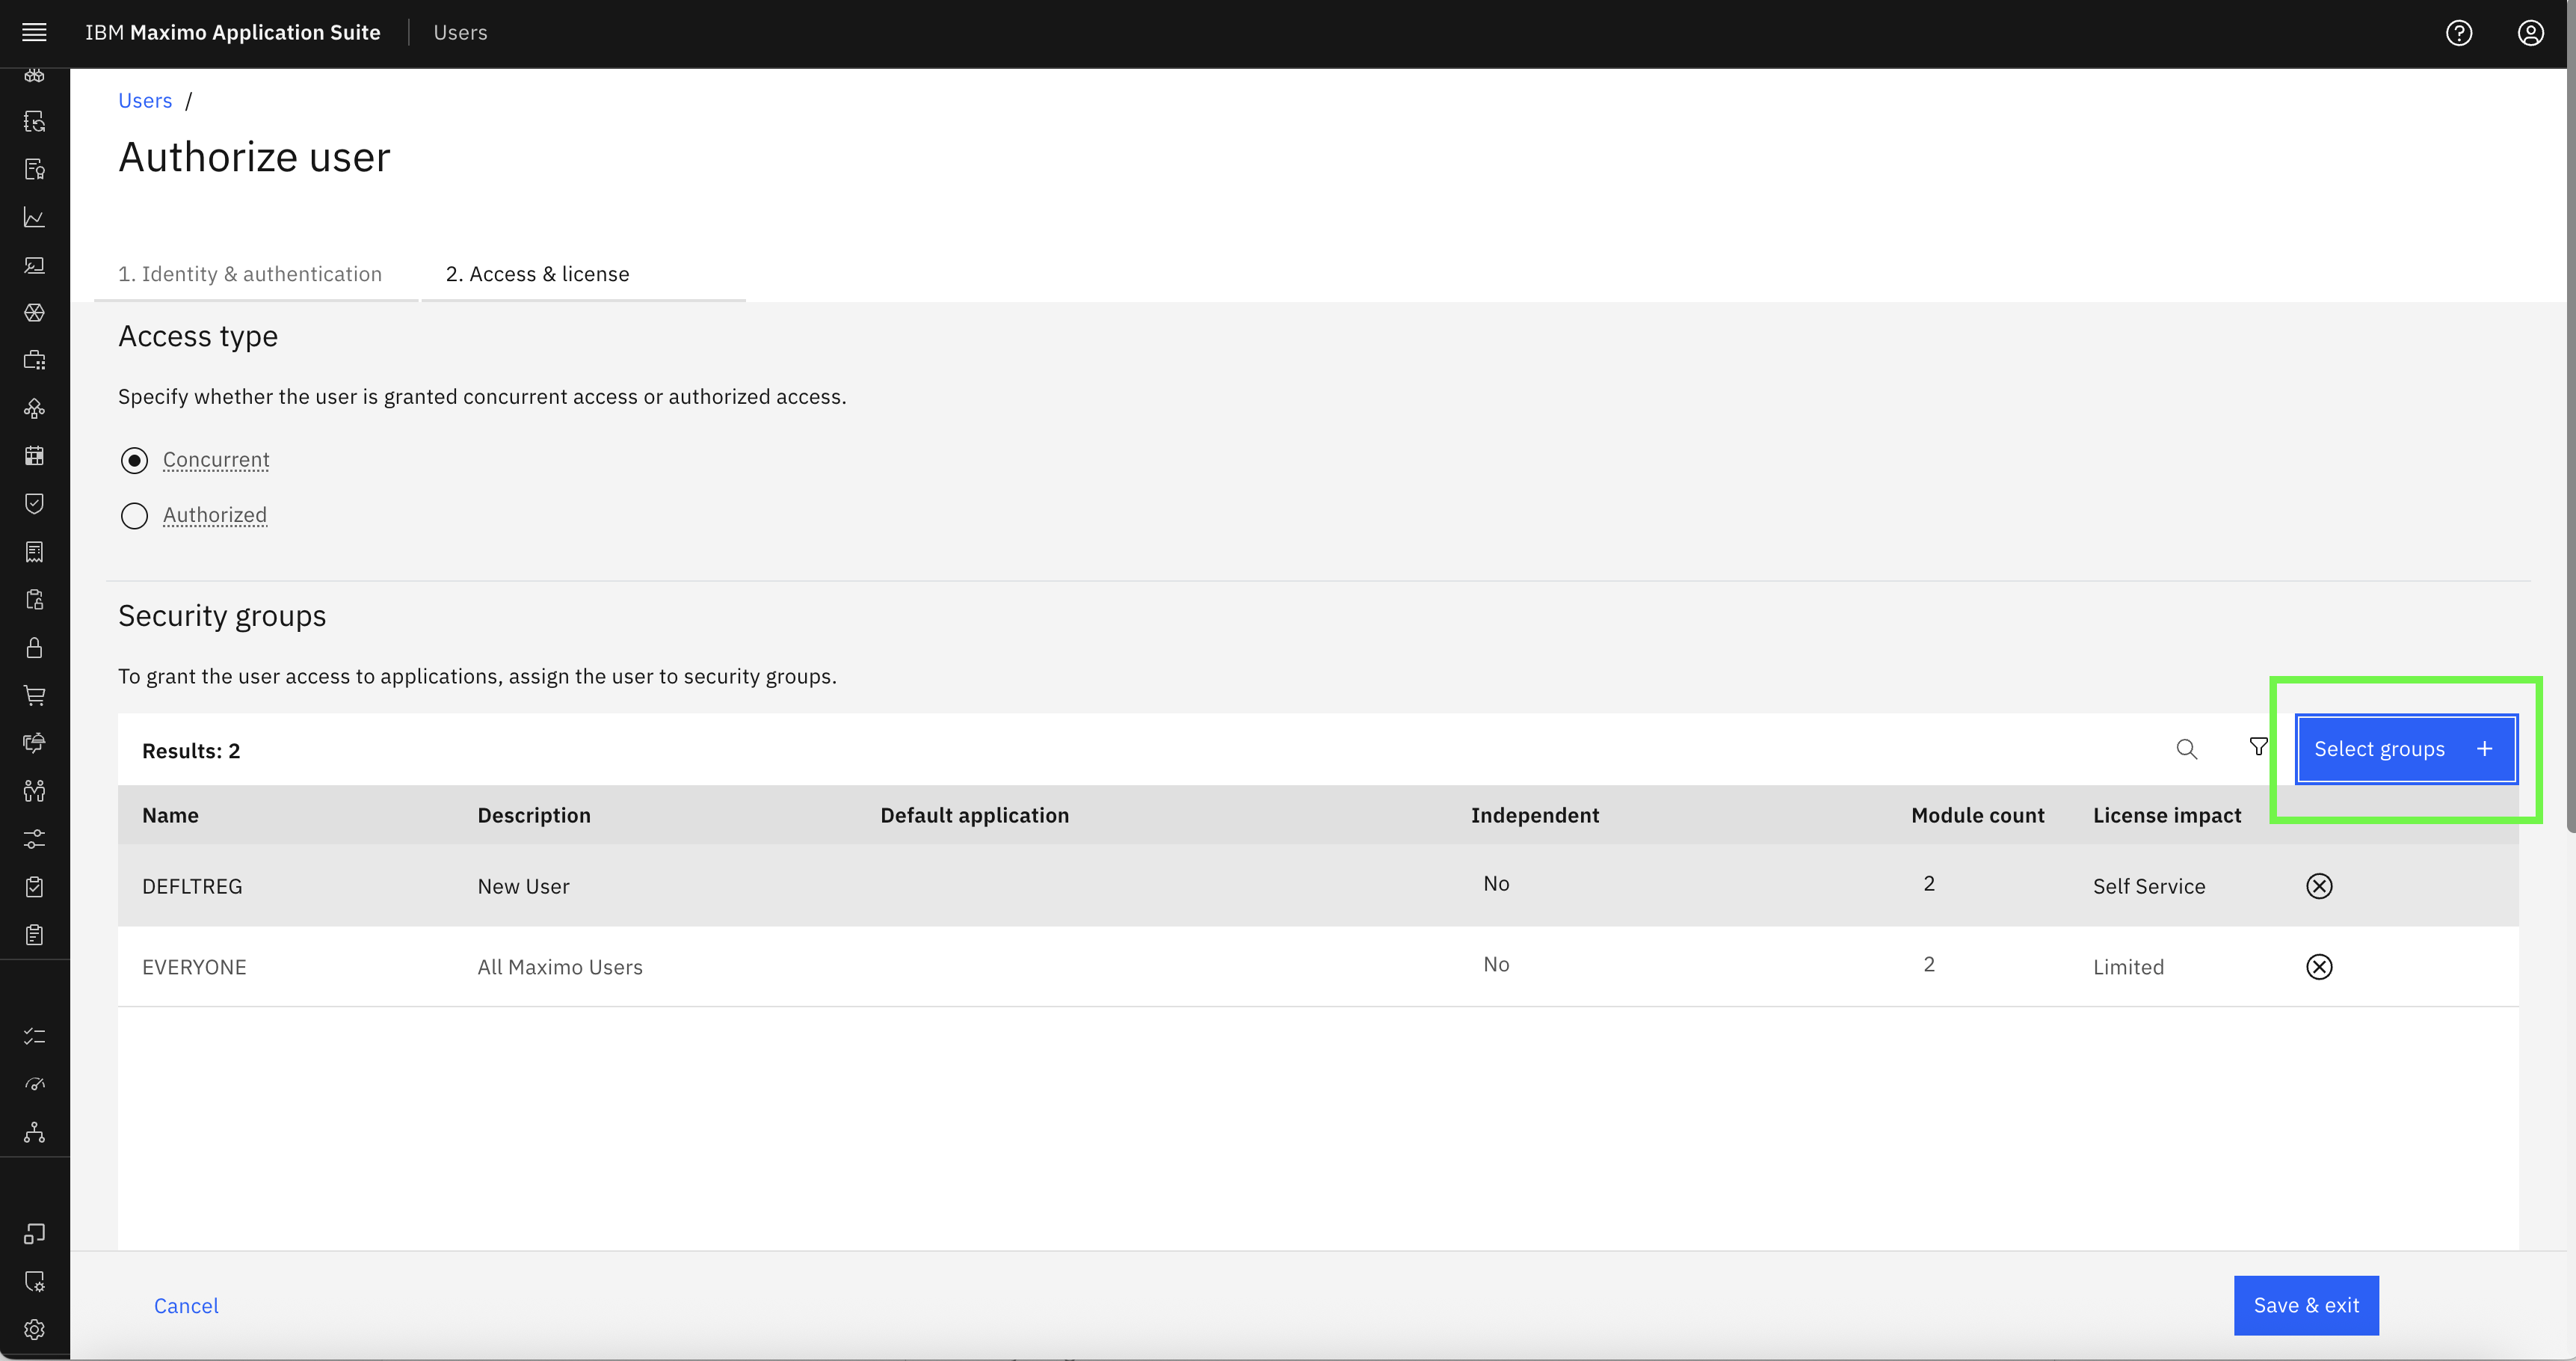 IBM Maximo Application Suite | Users
Users /
Authorize user
1. Identity & authentication 2. Access & license
Access type
Specify whether the user is granted concurrent access or authorized access.
Concurrent
Authorized
Security groups
To grant the user access to applications, assign the user to security groups.
Results: 2 Select groups +
Name Description Default application Independent Module count License impact
DEFLTREG New User No 2 Self Service
EVERYONE All Maximo Users No 2 Limited
Cancel Save & exit